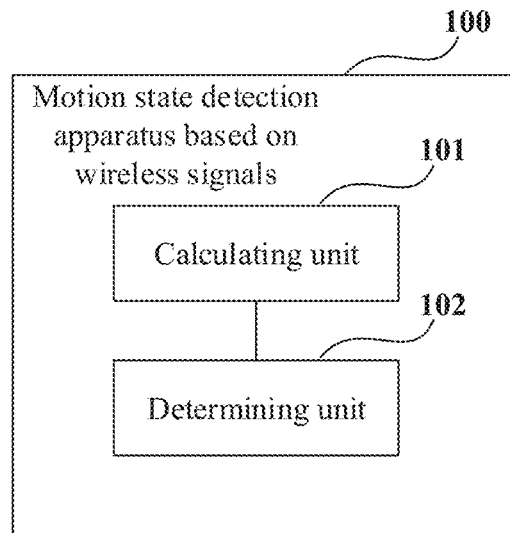 100
Motion state detection
apparatus based on
wireless signals
101
Calculating unit
102
Determining unit